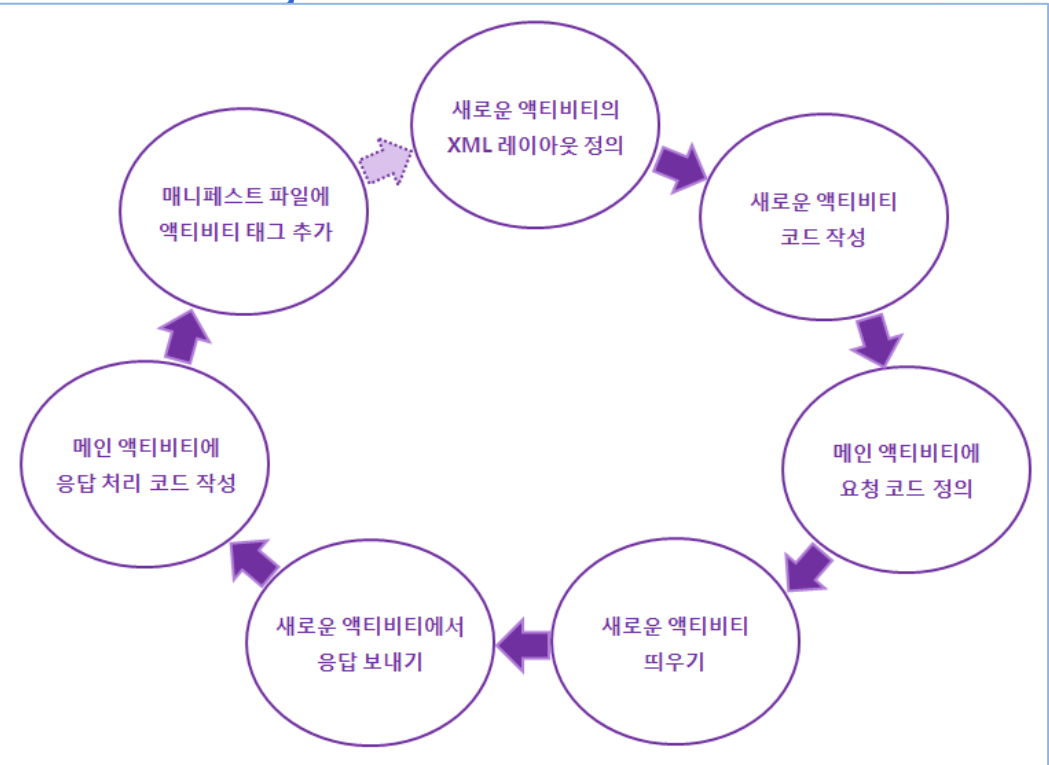 새로운 액티비티의
XML 레이아웃 정의
새로운 액티비티
코드 작성
메인 액티비티에
요청 코드 정의
새로운 액티비티
띄우기
새로운 액티비티에서
응답 보내기
메인 액티비티에
응답 처리 코드 작성
매니페스트 파일에
액티비티 태그 추가